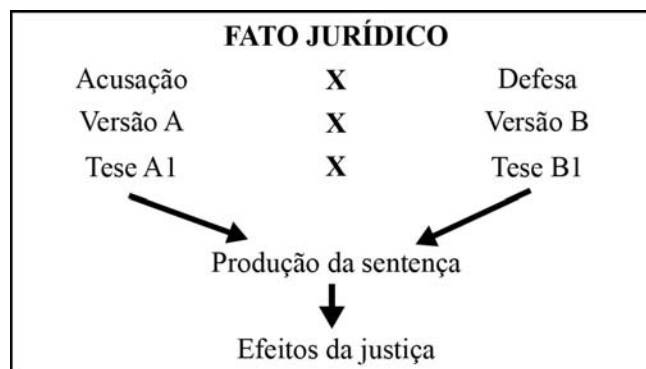 FATO JURÍDICO
Acusação X Defesa
Versão A X Versão B
Tese A1 X Tese B1
Produção da sentença
Efeitos da justiça